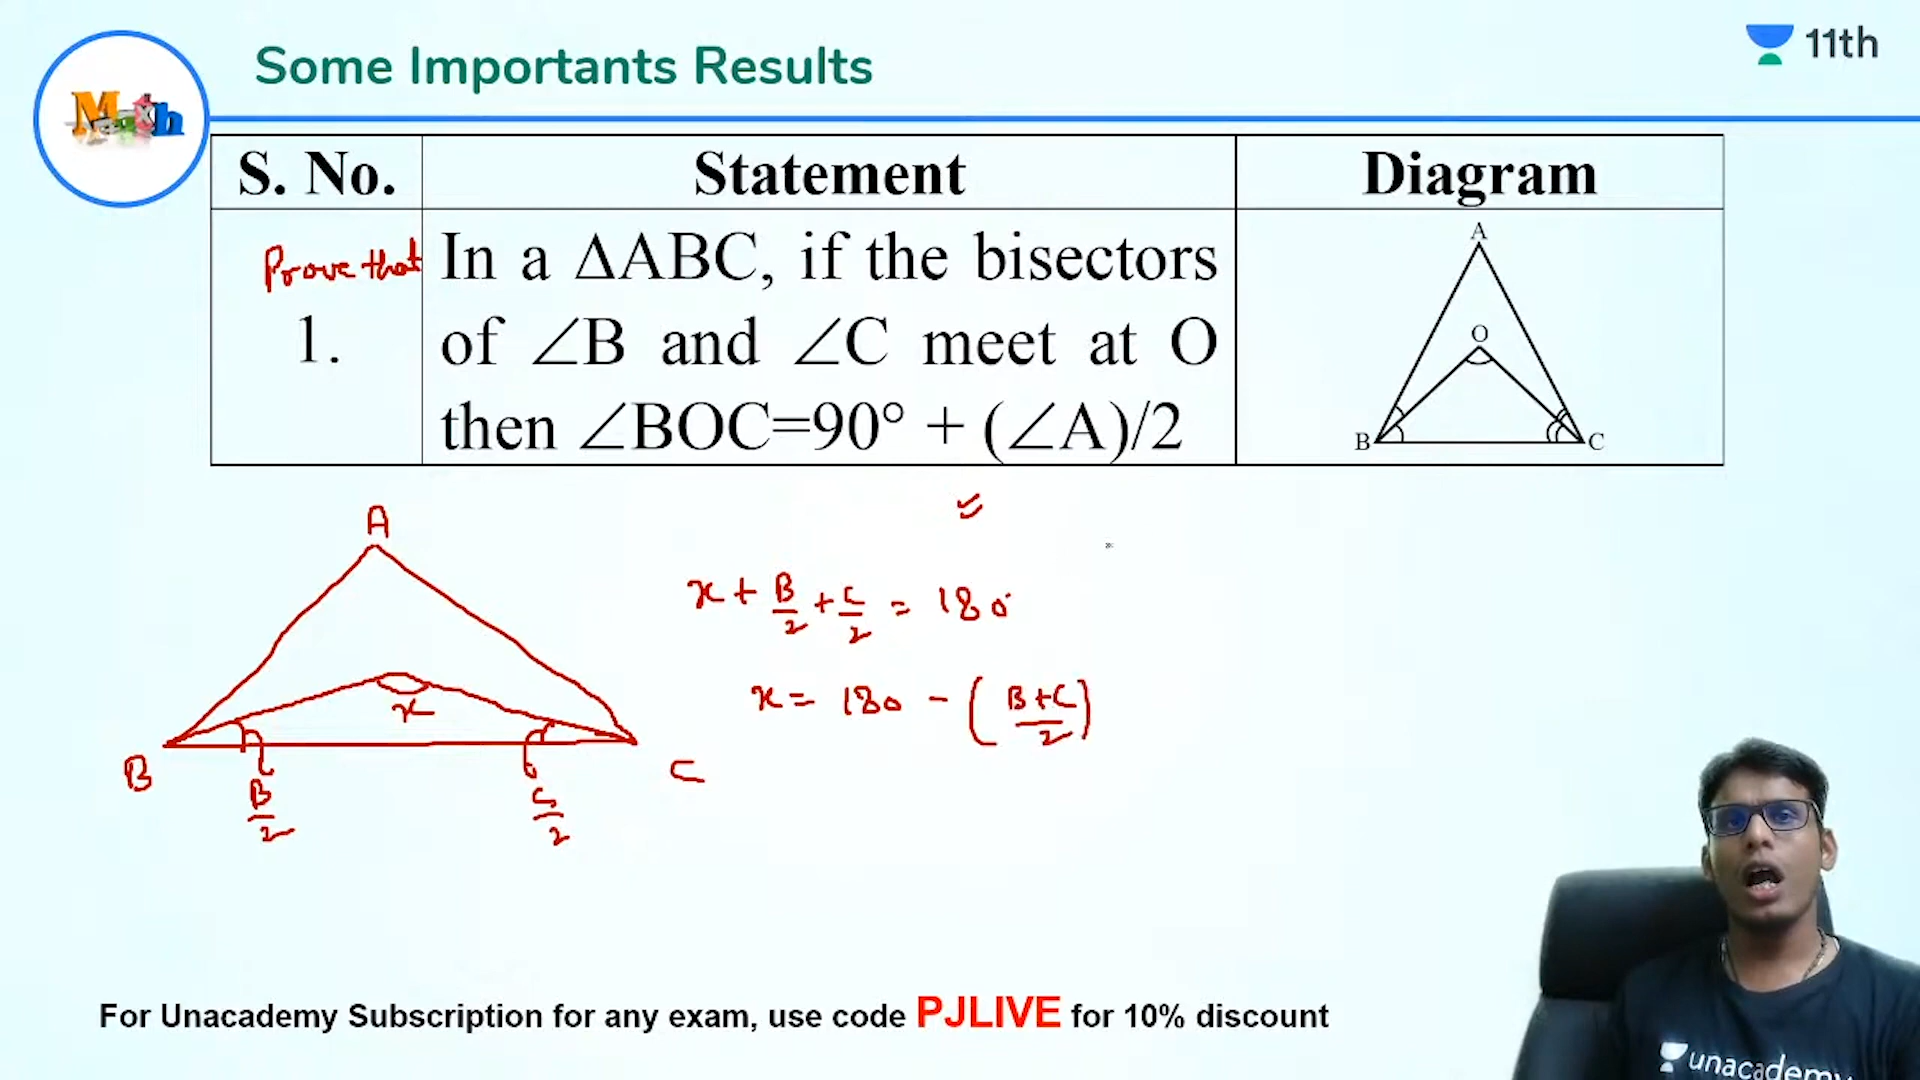 Some Importants Results
11th
Math
S. No.
Statement
Diagram
Prove that
1.
In a ΔABC, if the bisectors
of ∠B and ∠C meet at O
then ∠BOC=90° + (∠A)/2
A
O
B
C
A
x
B
C
B/2
C/2
x + B/2 + C/2 = 180°
x = 180 - (B+C/2)
For Unacademy Subscription for any exam, use code PJLIVE for 10% discount
unacademy